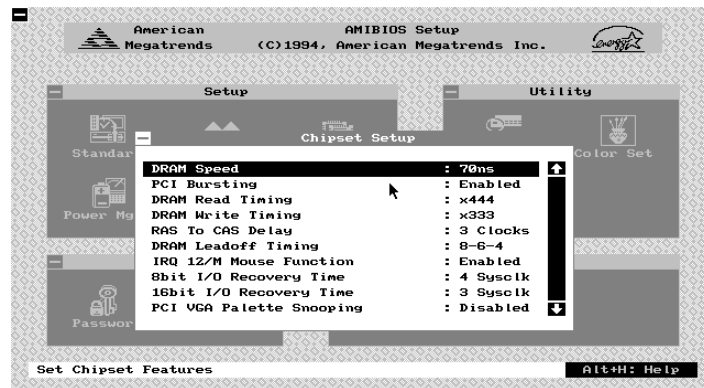 American Megatrends
AMIBIOS Setup
(C)1994, American Megatrends Inc.
Setup
Utility
Standar
Color Set
Power Mg
Passwor
Chipset Setup
DRAM Speed : 70ns
PCI Bursting : Enabled
DRAM Read Timing : x444
DRAM Write Timing : x333
RAS To CAS Delay : 3 Clocks
DRAM Leadoff Timing : 8-6-4
IRQ 12/M Mouse Function : Enabled
8bit I/O Recovery Time : 4 Sysclk
16bit I/O Recovery Time : 3 Sysclk
PCI VGA Palette Snooping : Disabled
Set Chipset Features
Alt+H: Help